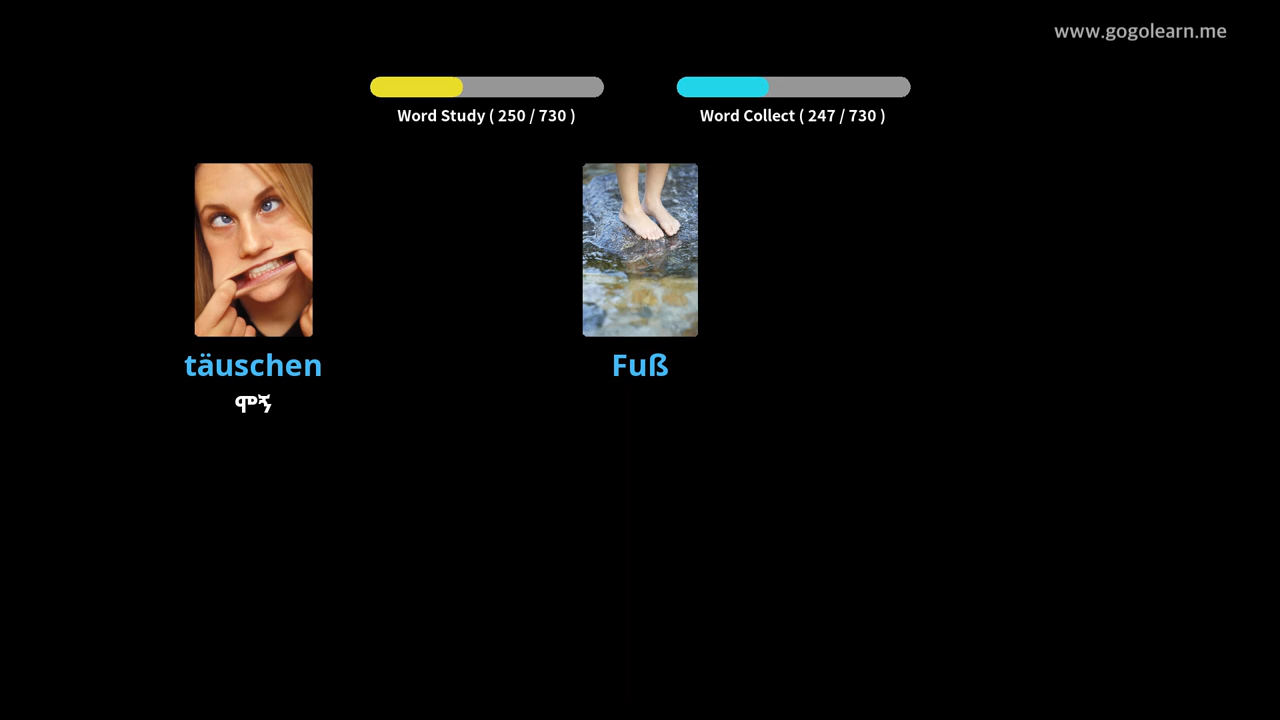 www.gogolearn.me
Word Study ( 250 / 730 )
Word Collect ( 247 / 730 )
täuschen
Fuß
ሞኝ